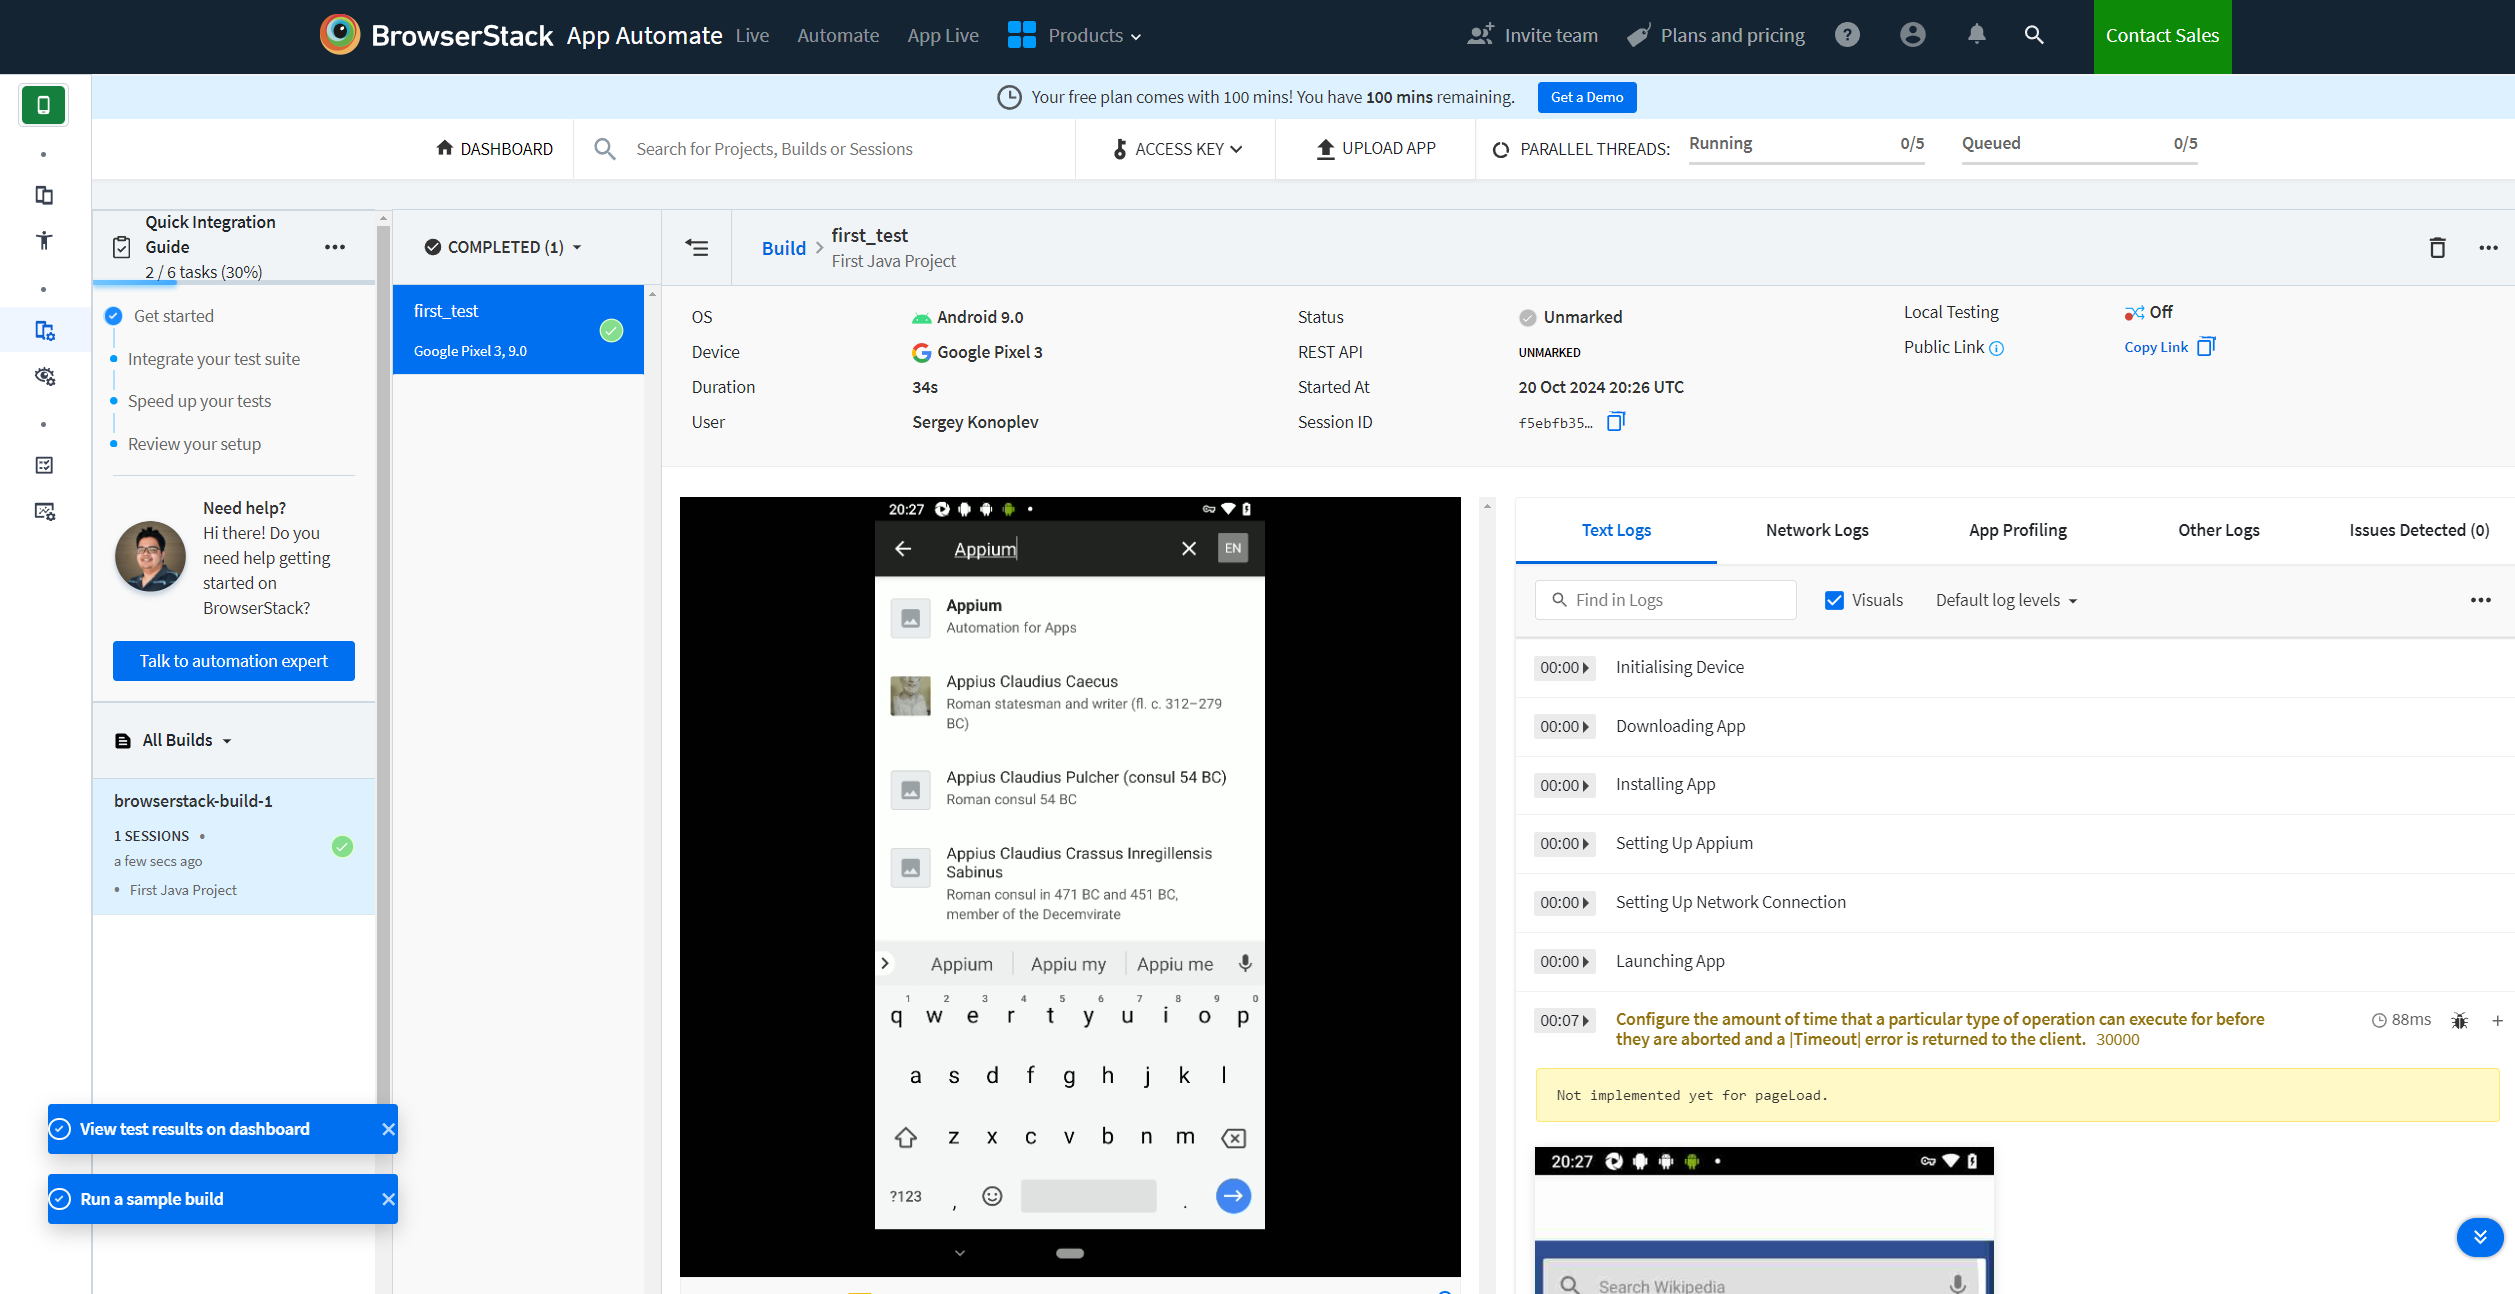 BrowserStack App Automate Live Automate App Live Products Invite team Plans and pricing ? Contact Sales
Your free plan comes with 100 mins! You have 100 mins remaining. Get a Demo
DASHBOARD Search for Projects, Builds or Sessions ACCESS KEY UPLOAD APP PARALLEL THREADS: Running 0/5 Queued 0/5
Quick Integration
Guide
2 / 6 tasks (30%)
Get started
Integrate your test suite
Speed up your tests
Review your setup
Need help?
Hi there! Do you
need help getting
started on
BrowserStack?
Talk to automation expert
All Builds
browserstack-build-1
1 SESSIONS •
a few secs ago
• First Java Project
View test results on dashboard
Run a sample build
COMPLETED (1)
first_test
Google Pixel 3, 9.0
Build > first_test
First Java Project
OS Android 9.0
Device Google Pixel 3
Duration 34s
User Sergey Konoplev
Status Unmarked
REST API UNMARKED
Started At 20 Oct 2024 20:26 UTC
Session ID f5ebfb35…
Local Testing Off
Public Link Copy Link
20:27
Appium EN
Appium
Automation for Apps
Appius Claudius Caecus
Roman statesman and writer (fl. c. 312–279
BC)
Appius Claudius Pulcher (consul 54 BC)
Roman consul 54 BC
Appius Claudius Crassus Inregillensis
Sabinus
Roman consul in 471 BC and 451 BC,
member of the Decemvirate
Appium Appiu my Appiu me
1 2 3 4 5 6 7 8 9 0
q w e r t y u i o p
a s d f g h j k l
z x c v b n m
?123 , .
Text Logs Network Logs App Profiling Other Logs Issues Detected (0)
Find in Logs Visuals Default log levels
00:00 Initialising Device
00:00 Downloading App
00:00 Installing App
00:00 Setting Up Appium
00:00 Setting Up Network Connection
00:00 Launching App
00:07 Configure the amount of time that a particular type of operation can execute for before 88ms +
they are aborted and a |Timeout| error is returned to the client. 30000
Not implemented yet for pageLoad.
20:27
Search Wikipedia